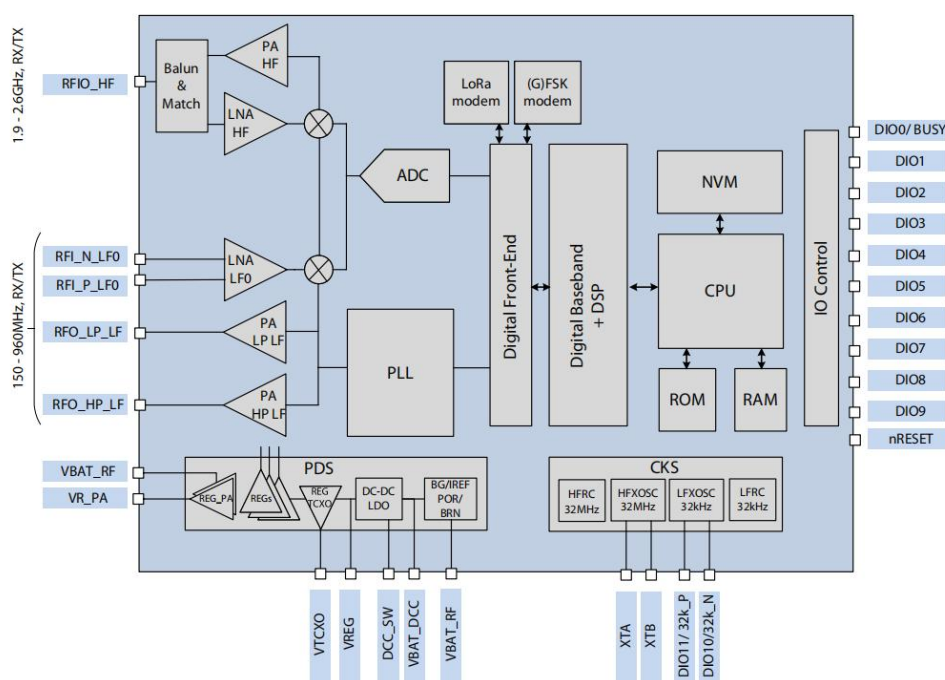 1.9 - 2.6GHz, RX/TX
RFIO_HF
Balun
&
Match
PA
HF
LNA
HF
LoRa
modem
(G)FSK
modem
ADC
150 - 960MHz, RX/TX
RFI_N_LF0
RFI_P_LF0
LNA
LF0
RFO_LP_LF
PA
LP LF
RFO_HP_LF
PA
HP LF
PLL
Digital Front-End
Digital Baseband
+ DSP
NVM
CPU
ROM
RAM
IO Control
DIO0/ BUSY
DIO1
DIO2
DIO3
DIO4
DIO5
DIO6
DIO7
DIO8
DIO9
nRESET
VBAT_RF
VR_PA
PDS
REG_PA
REGs
REG
TCXO
DC-DC
LDO
BG/IREF
POR/
BRN
CKS
HFRC
32MHz
HFXOSC
32MHz
LFXOSC
32kHz
LFRC
32kHz
VTCXO
VREG
DCC_SW
VBAT_DCC
VBAT_RF
XTA
XTB
DIO11/ 32k_P
DIO10/32k_N